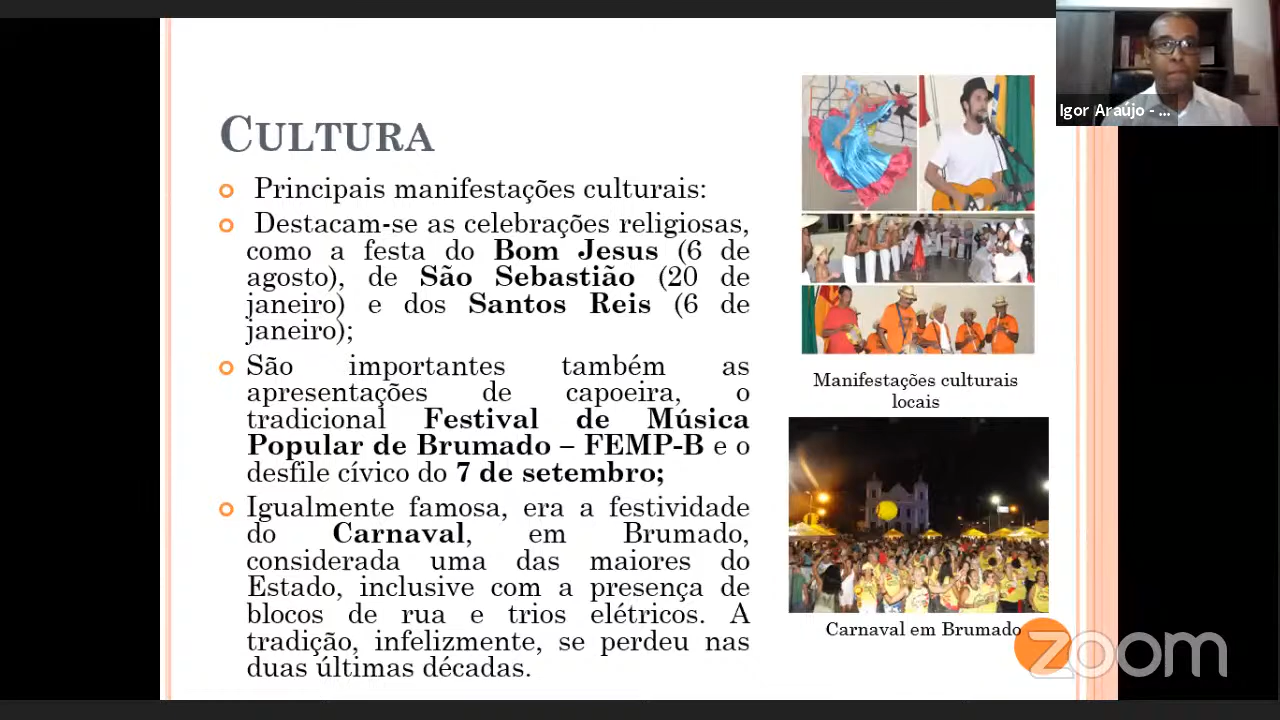 Igor Araújo - ...
CULTURA
Principais manifestações culturais:
Destacam-se as celebrações religiosas,
como a festa do Bom Jesus (6 de
agosto), de São Sebastião (20 de
janeiro) e dos Santos Reis (6 de
janeiro);
São importantes também as
apresentações de capoeira, o
tradicional Festival de Música
Popular de Brumado – FEMP-B e o
desfile cívico do 7 de setembro;
Igualmente famosa, era a festividade
do Carnaval, em Brumado,
considerada uma das maiores do
Estado, inclusive com a presença de
blocos de rua e trios elétricos. A
tradição, infelizmente, se perdeu nas
duas últimas décadas.
Manifestações culturais
locais
Carnaval em Brumado
zoom